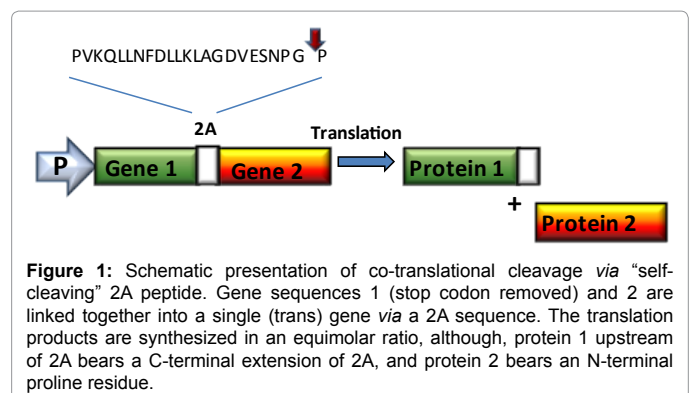 PVKQLLNFDLLKLAGDVESNPG P
2A
Translation
P
Gene 1
Gene 2
Protein 1
+
Protein 2
Figure 1: Schematic presentation of co-translational cleavage via “self-
cleaving” 2A peptide. Gene sequences 1 (stop codon removed) and 2 are
linked together into a single (trans) gene via a 2A sequence. The translation
products are synthesized in an equimolar ratio, although, protein 1 upstream
of 2A bears a C-terminal extension of 2A, and protein 2 bears an N-terminal
proline residue.